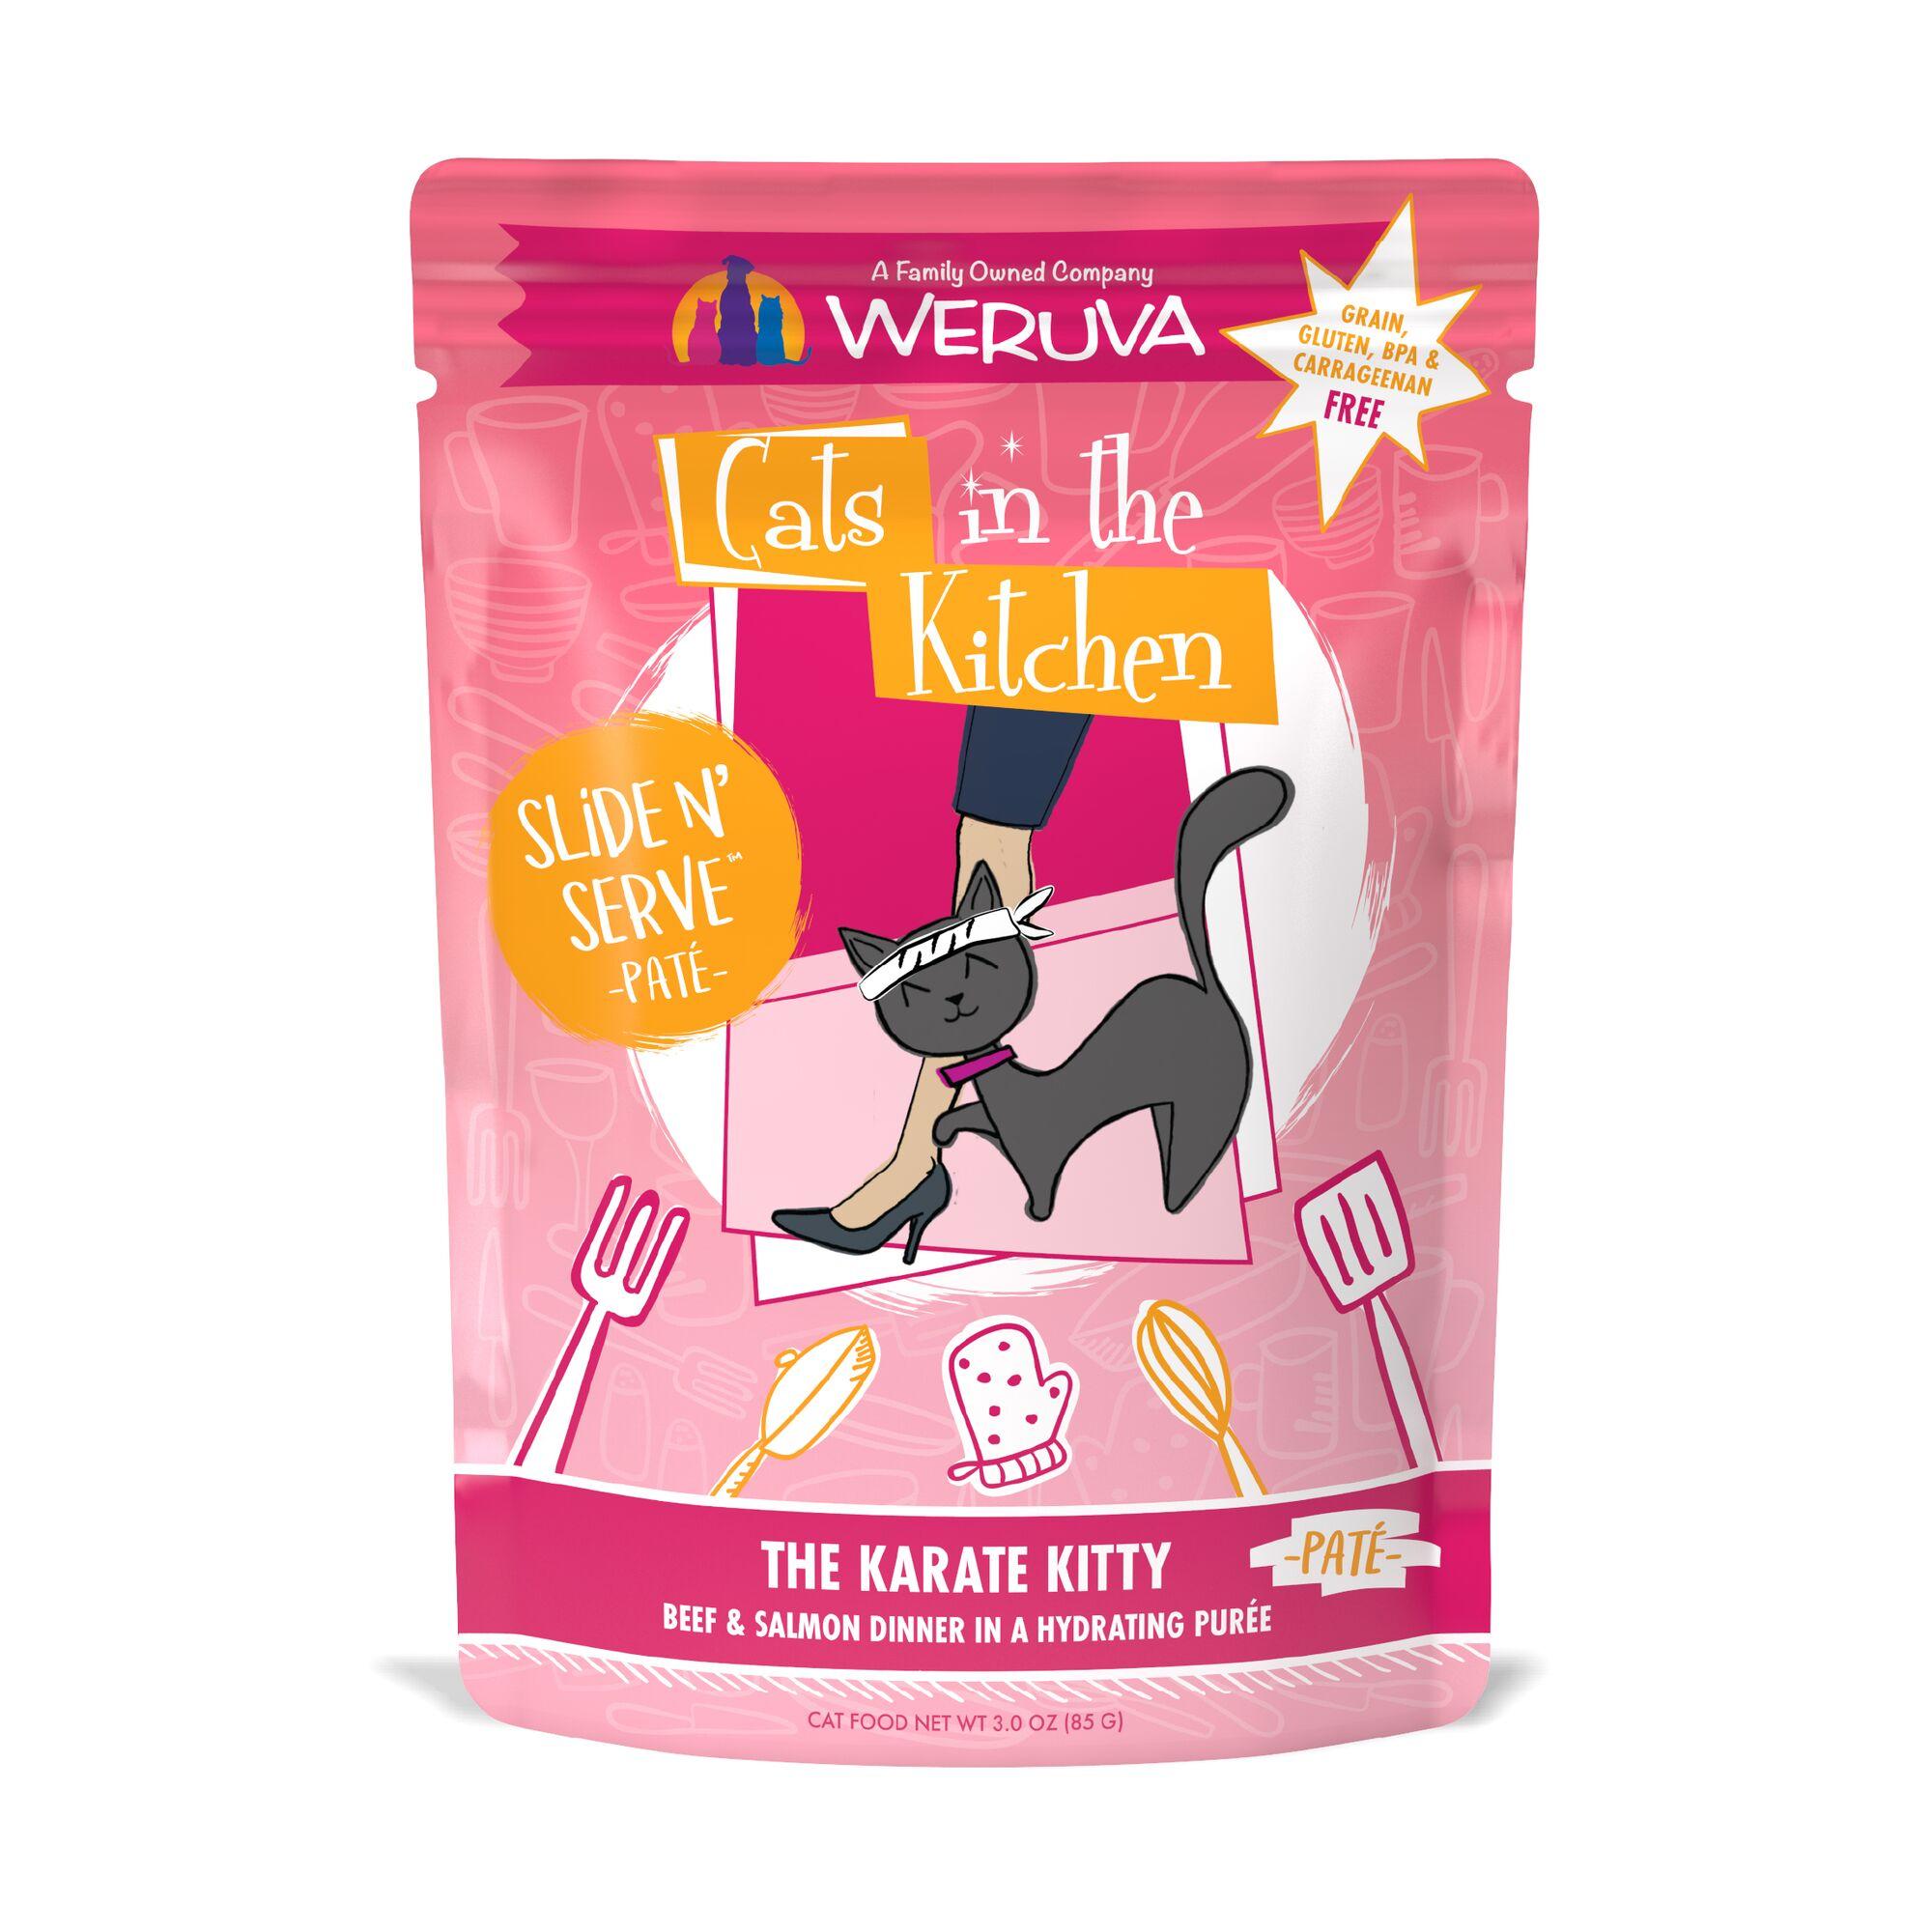 A Family Owned Company
WERUVA
GRAIN,
GLUTEN, BPA &
CARRAGEENAN
FREE
Cats in the
Kitchen
SLIDE N'
SERVE™
-PATÉ-
THE KARATE KITTY
-PATÉ-
BEEF & SALMON DINNER IN A HYDRATING PURÉE
CAT FOOD NET WT 3.0 OZ (85 G)